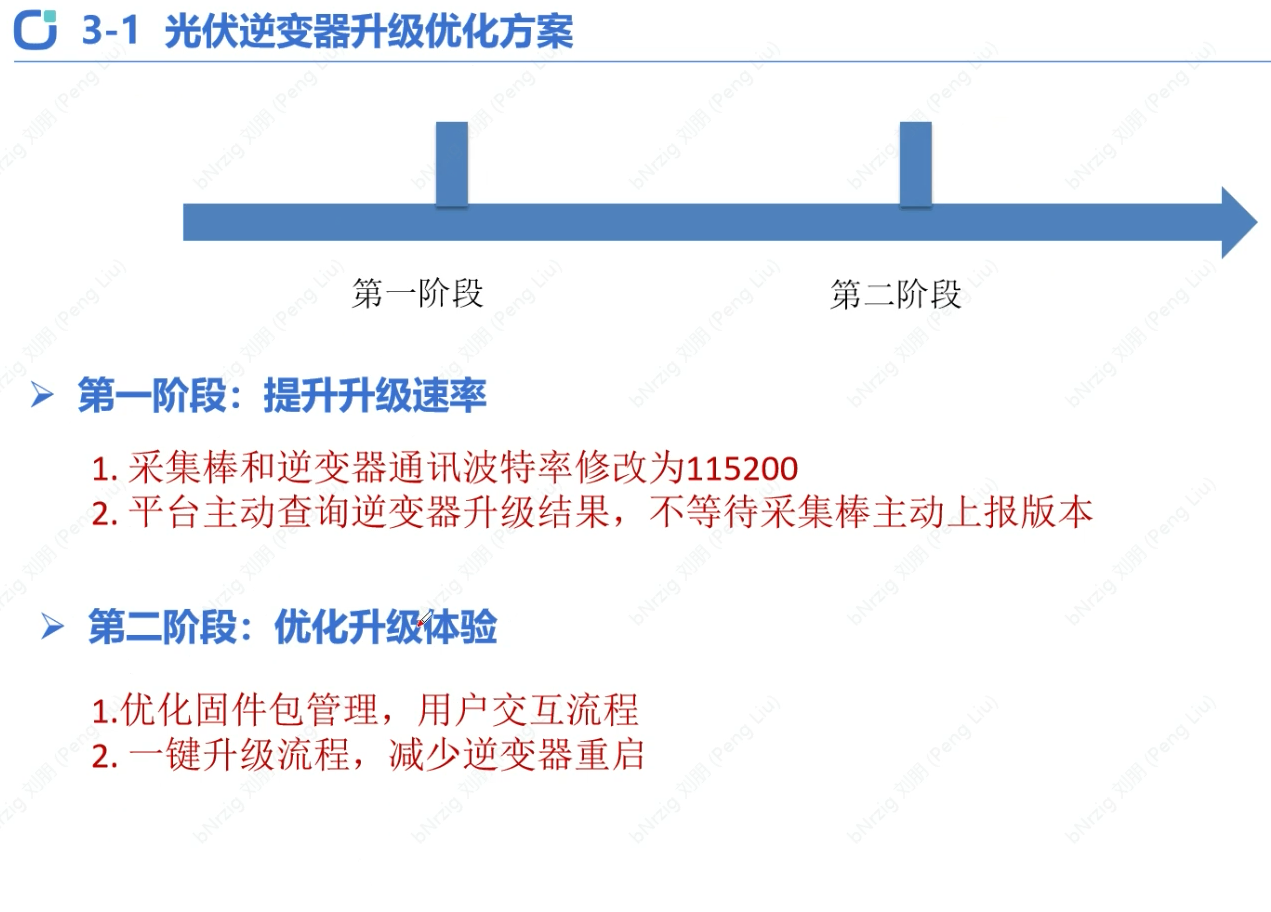 3-1 光伏逆变器升级优化方案
第一阶段 第二阶段
第一阶段：提升升级速率
1. 采集棒和逆变器通讯波特率修改为115200
2. 平台主动查询逆变器升级结果，不等待采集棒主动上报版本
第二阶段：优化升级体验
1.优化固件包管理，用户交互流程
2. 一键升级流程，减少逆变器重启
bNrzig 刘朋 (Peng Liu)